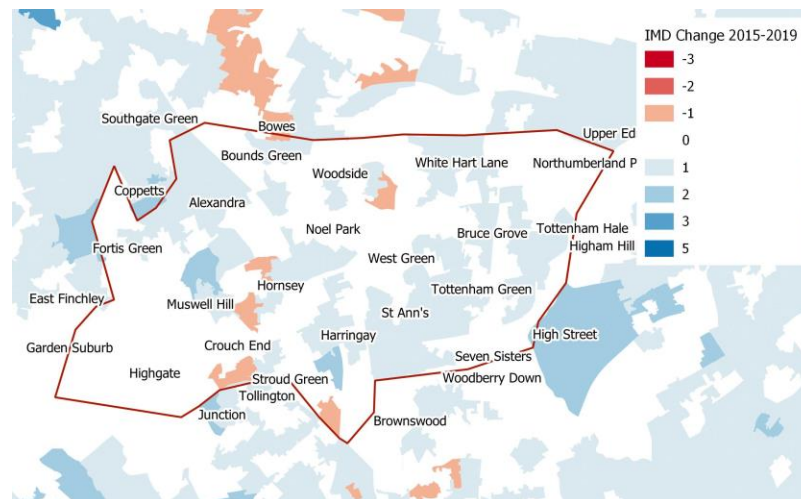 IMD Change 2015-2019
-3
-2
-1
0
1
2
3
5
Southgate Green
Bowes
Upper Ed
Bounds Green
White Hart Lane
Northumberland P
Woodside
Coppetts
Alexandra
Noel Park
Bruce Grove
Tottenham Hale
Fortis Green
Higham Hill
West Green
Hornsey
Tottenham Green
East Finchley
Muswell Hill
St Ann's
Harringay
High Street
Garden Suburb
Crouch End
Seven Sisters
Highgate
Stroud Green
Woodberry Down
Tollington
Junction
Brownswood